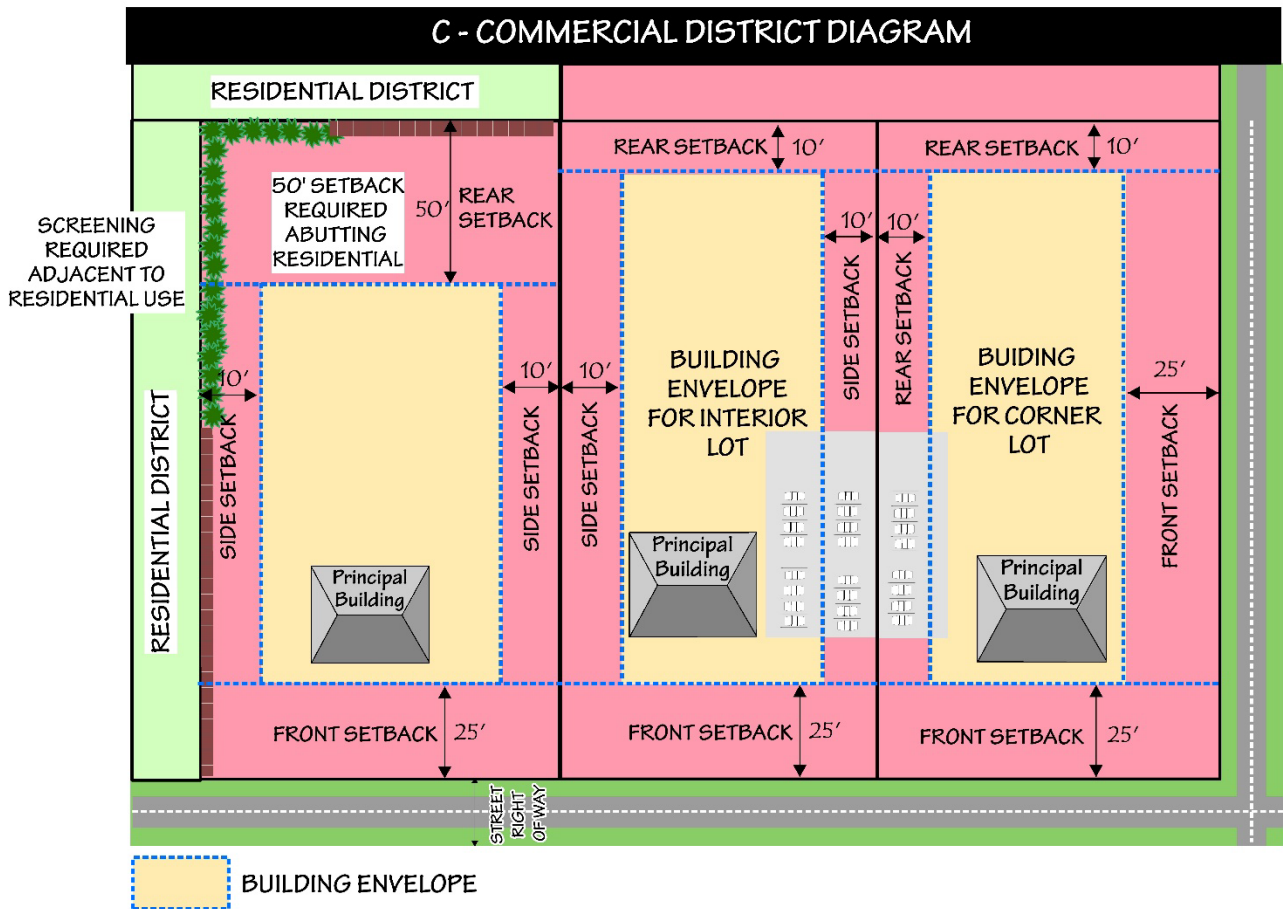 C - COMMERCIAL DISTRICT DIAGRAM
RESIDENTIAL DISTRICT
REAR SETBACK
10'
REAR SETBACK
10'
50' SETBACK
REQUIRED
ABUTTING
RESIDENTIAL
50'
REAR
SETBACK
SCREENING
REQUIRED
ADJACENT TO
RESIDENTIAL USE
RESIDENTIAL DISTRICT
10'
SIDE SETBACK
10'
SIDE SETBACK
10'
SIDE SETBACK
BUILDING
ENVELOPE
FOR INTERIOR
LOT
10'
SIDE SETBACK
10'
REAR SETBACK
BUIDING
ENVELOPE
FOR CORNER
LOT
25'
FRONT SETBACK
Principal
Building
Principal
Building
Principal
Building
FRONT SETBACK
25'
FRONT SETBACK
25'
FRONT SETBACK
25'
STREET
RIGHT
OF WAY
BUILDING ENVELOPE